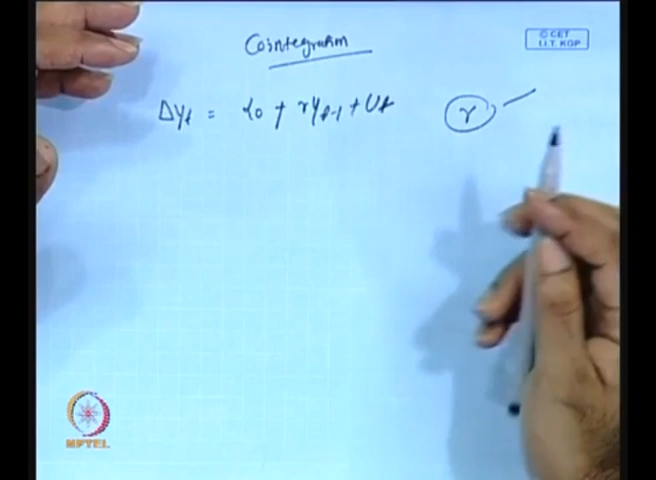 Cointegration
© CET
I.I.T. KGP
Δyₜ = α₀ + γYₜ₋₁ + Uₜ
γ
NPTEL